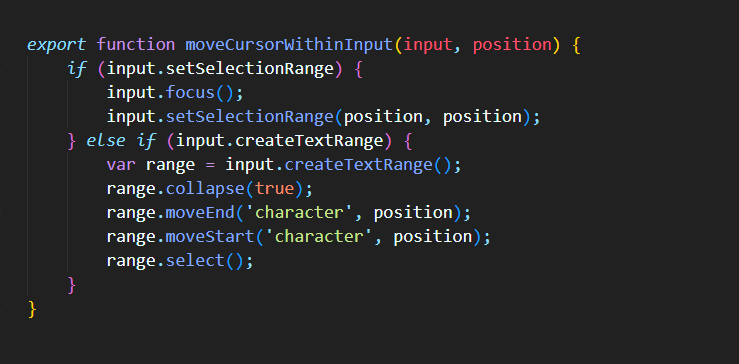 export function moveCursorWithinInput(input, position) {
    if (input.setSelectionRange) {
        input.focus();
        input.setSelectionRange(position, position);
    } else if (input.createTextRange) {
        var range = input.createTextRange();
        range.collapse(true);
        range.moveEnd('character', position);
        range.moveStart('character', position);
        range.select();
    }
}